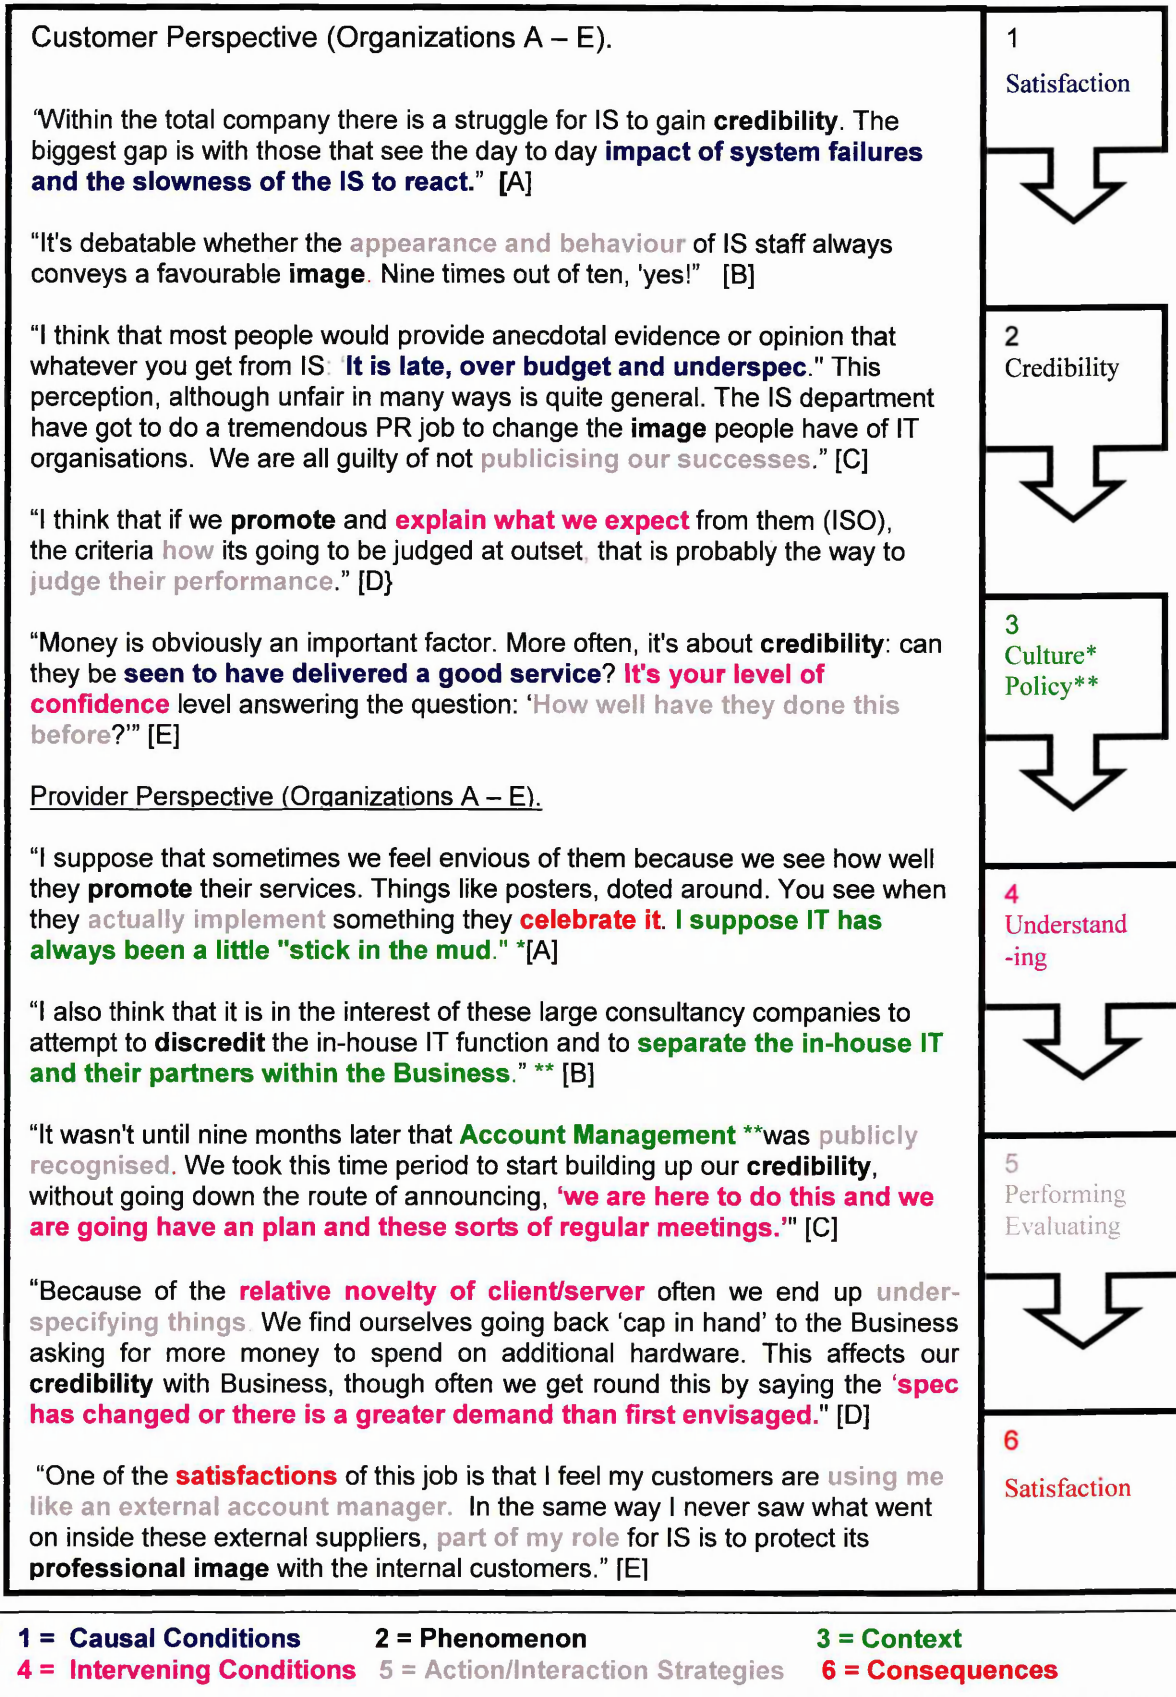 Customer Perspective (Organizations A – E).
“Within the total company there is a struggle for IS to gain credibility. The
biggest gap is with those that see the day to day impact of system failures
and the slowness of the IS to react.” [A]
“It's debatable whether the appearance and behaviour of IS staff always
conveys a favourable image. Nine times out of ten, 'yes!” [B]
“I think that most people would provide anecdotal evidence or opinion that
whatever you get from IS: ‘It is late, over budget and underspec." This
perception, although unfair in many ways is quite general. The IS department
have got to do a tremendous PR job to change the image people have of IT
organisations. We are all guilty of not publicising our successes.” [C]
“I think that if we promote and explain what we expect from them (ISO),
the criteria how its going to be judged at outset, that is probably the way to
judge their performance.” [D}
“Money is obviously an important factor. More often, it's about credibility: can
they be seen to have delivered a good service? It's your level of
confidence level answering the question: ‘How well have they done this
before?’” [E]
Provider Perspective (Organizations A – E).
“I suppose that sometimes we feel envious of them because we see how well
they promote their services. Things like posters, doted around. You see when
they actually implement something they celebrate it. I suppose IT has
always been a little "stick in the mud." *[A]
“I also think that it is in the interest of these large consultancy companies to
attempt to discredit the in-house IT function and to separate the in-house IT
and their partners within the Business.” ** [B]
“It wasn't until nine months later that Account Management **was publicly
recognised. We took this time period to start building up our credibility,
without going down the route of announcing, ‘we are here to do this and we
are going have an plan and these sorts of regular meetings.’" [C]
“Because of the relative novelty of client/server often we end up under-
specifying things. We find ourselves going back ‘cap in hand’ to the Business
asking for more money to spend on additional hardware. This affects our
credibility with Business, though often we get round this by saying the ‘spec
has changed or there is a greater demand than first envisaged." [D]
“One of the satisfactions of this job is that I feel my customers are using me
like an external account manager. In the same way I never saw what went
on inside these external suppliers, part of my role for IS is to protect its
professional image with the internal customers.” [E]
1
Satisfaction
2
Credibility
3
Culture*
Policy**
4
Understand
-ing
5
Performing
Evaluating
6
Satisfaction
1 = Causal Conditions 2 = Phenomenon 3 = Context
4 = Intervening Conditions 5 = Action/Interaction Strategies 6 = Consequences